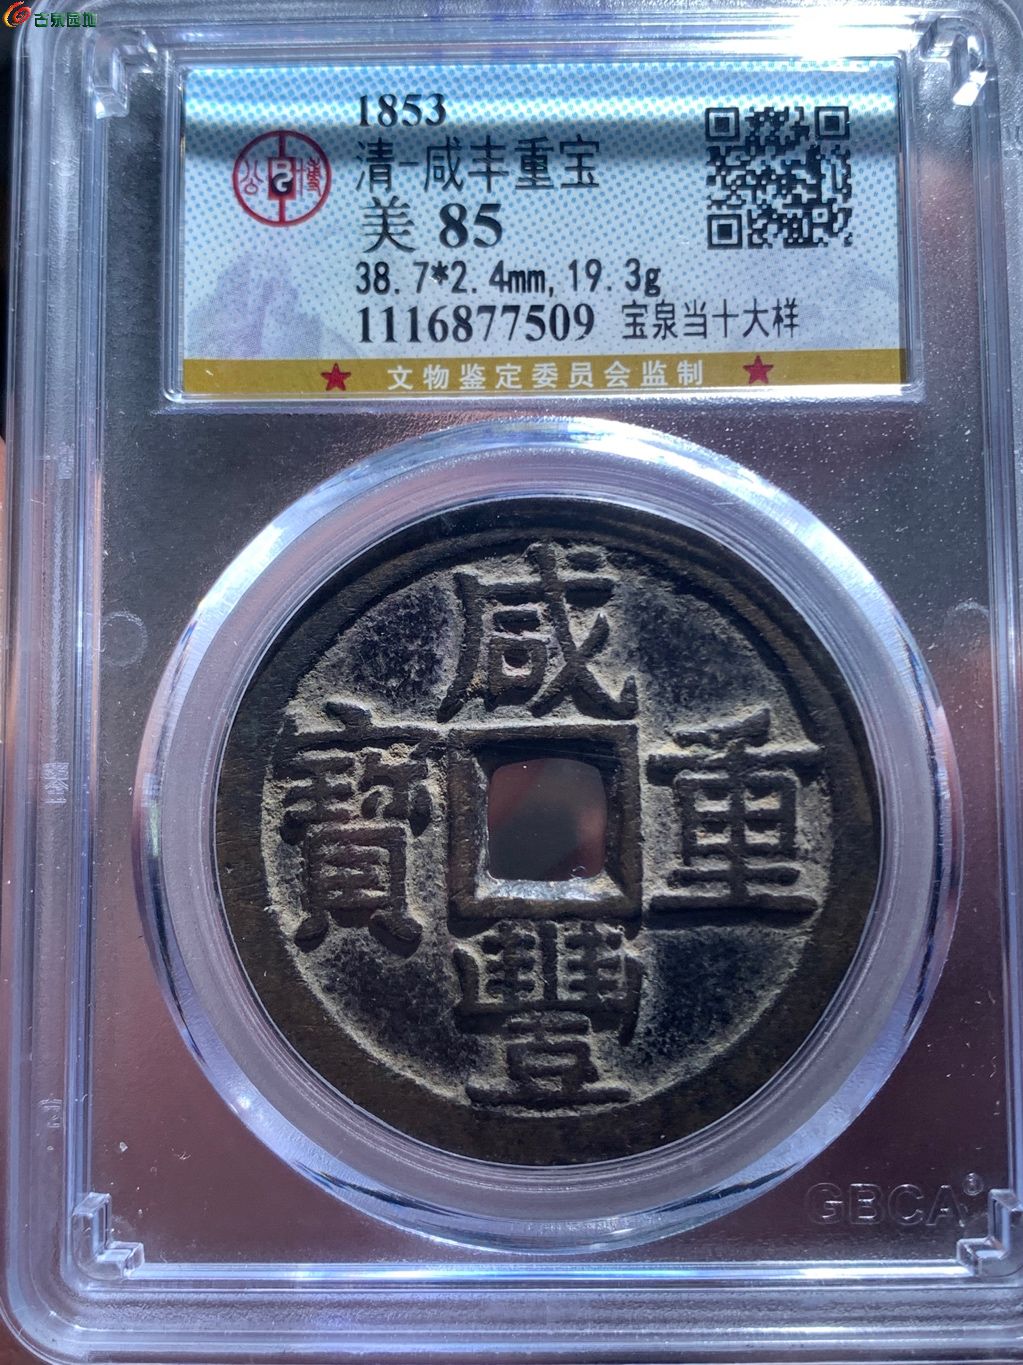 古泉园地
1853
清-咸丰重宝
美 85
38.7*2.4mm,19.3g
1116877509 宝泉当十大样
公博
★ 文物鉴定委员会监制 ★
咸
寶 重
豐
GBCA®